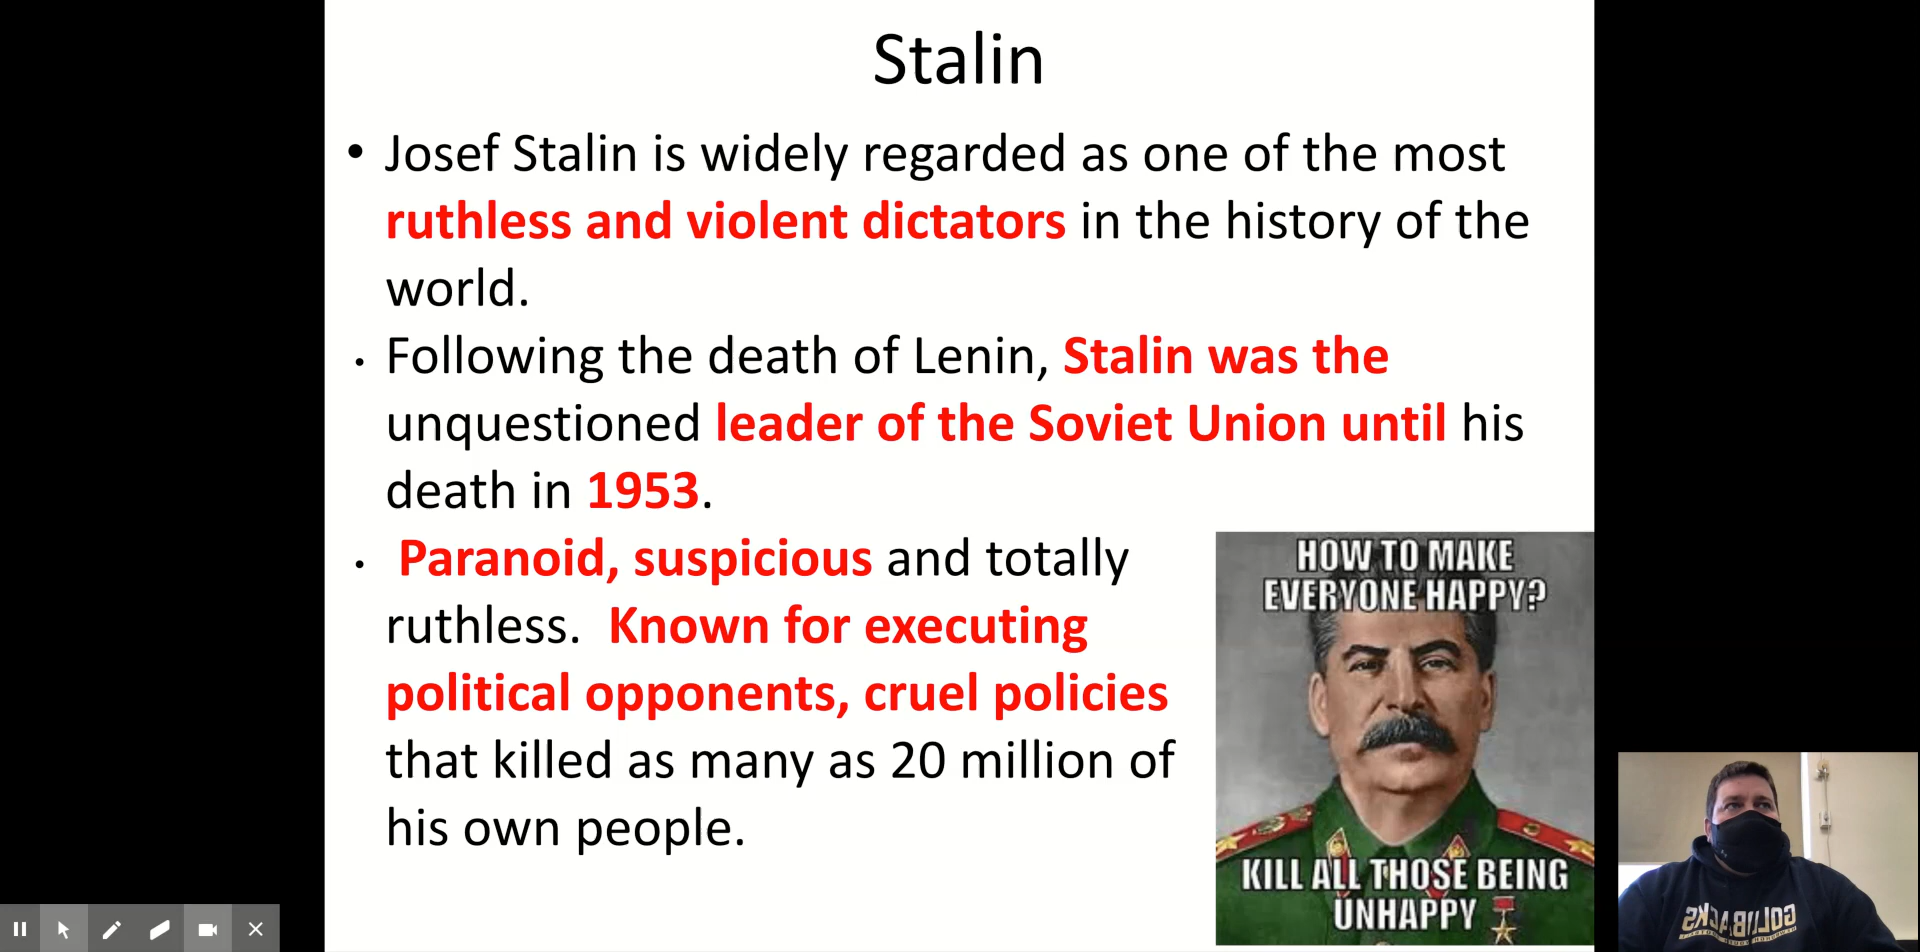 Stalin
• Josef Stalin is widely regarded as one of the most
ruthless and violent dictators in the history of the
world.
• Following the death of Lenin, Stalin was the
unquestioned leader of the Soviet Union until his
death in 1953.
• Paranoid, suspicious and totally
ruthless. Known for executing
political opponents, cruel policies
that killed as many as 20 million of
his own people.
HOW TO MAKE
EVERYONE HAPPY?
KILL ALL THOSE BEING
UNHAPPY
GOLDBACKS